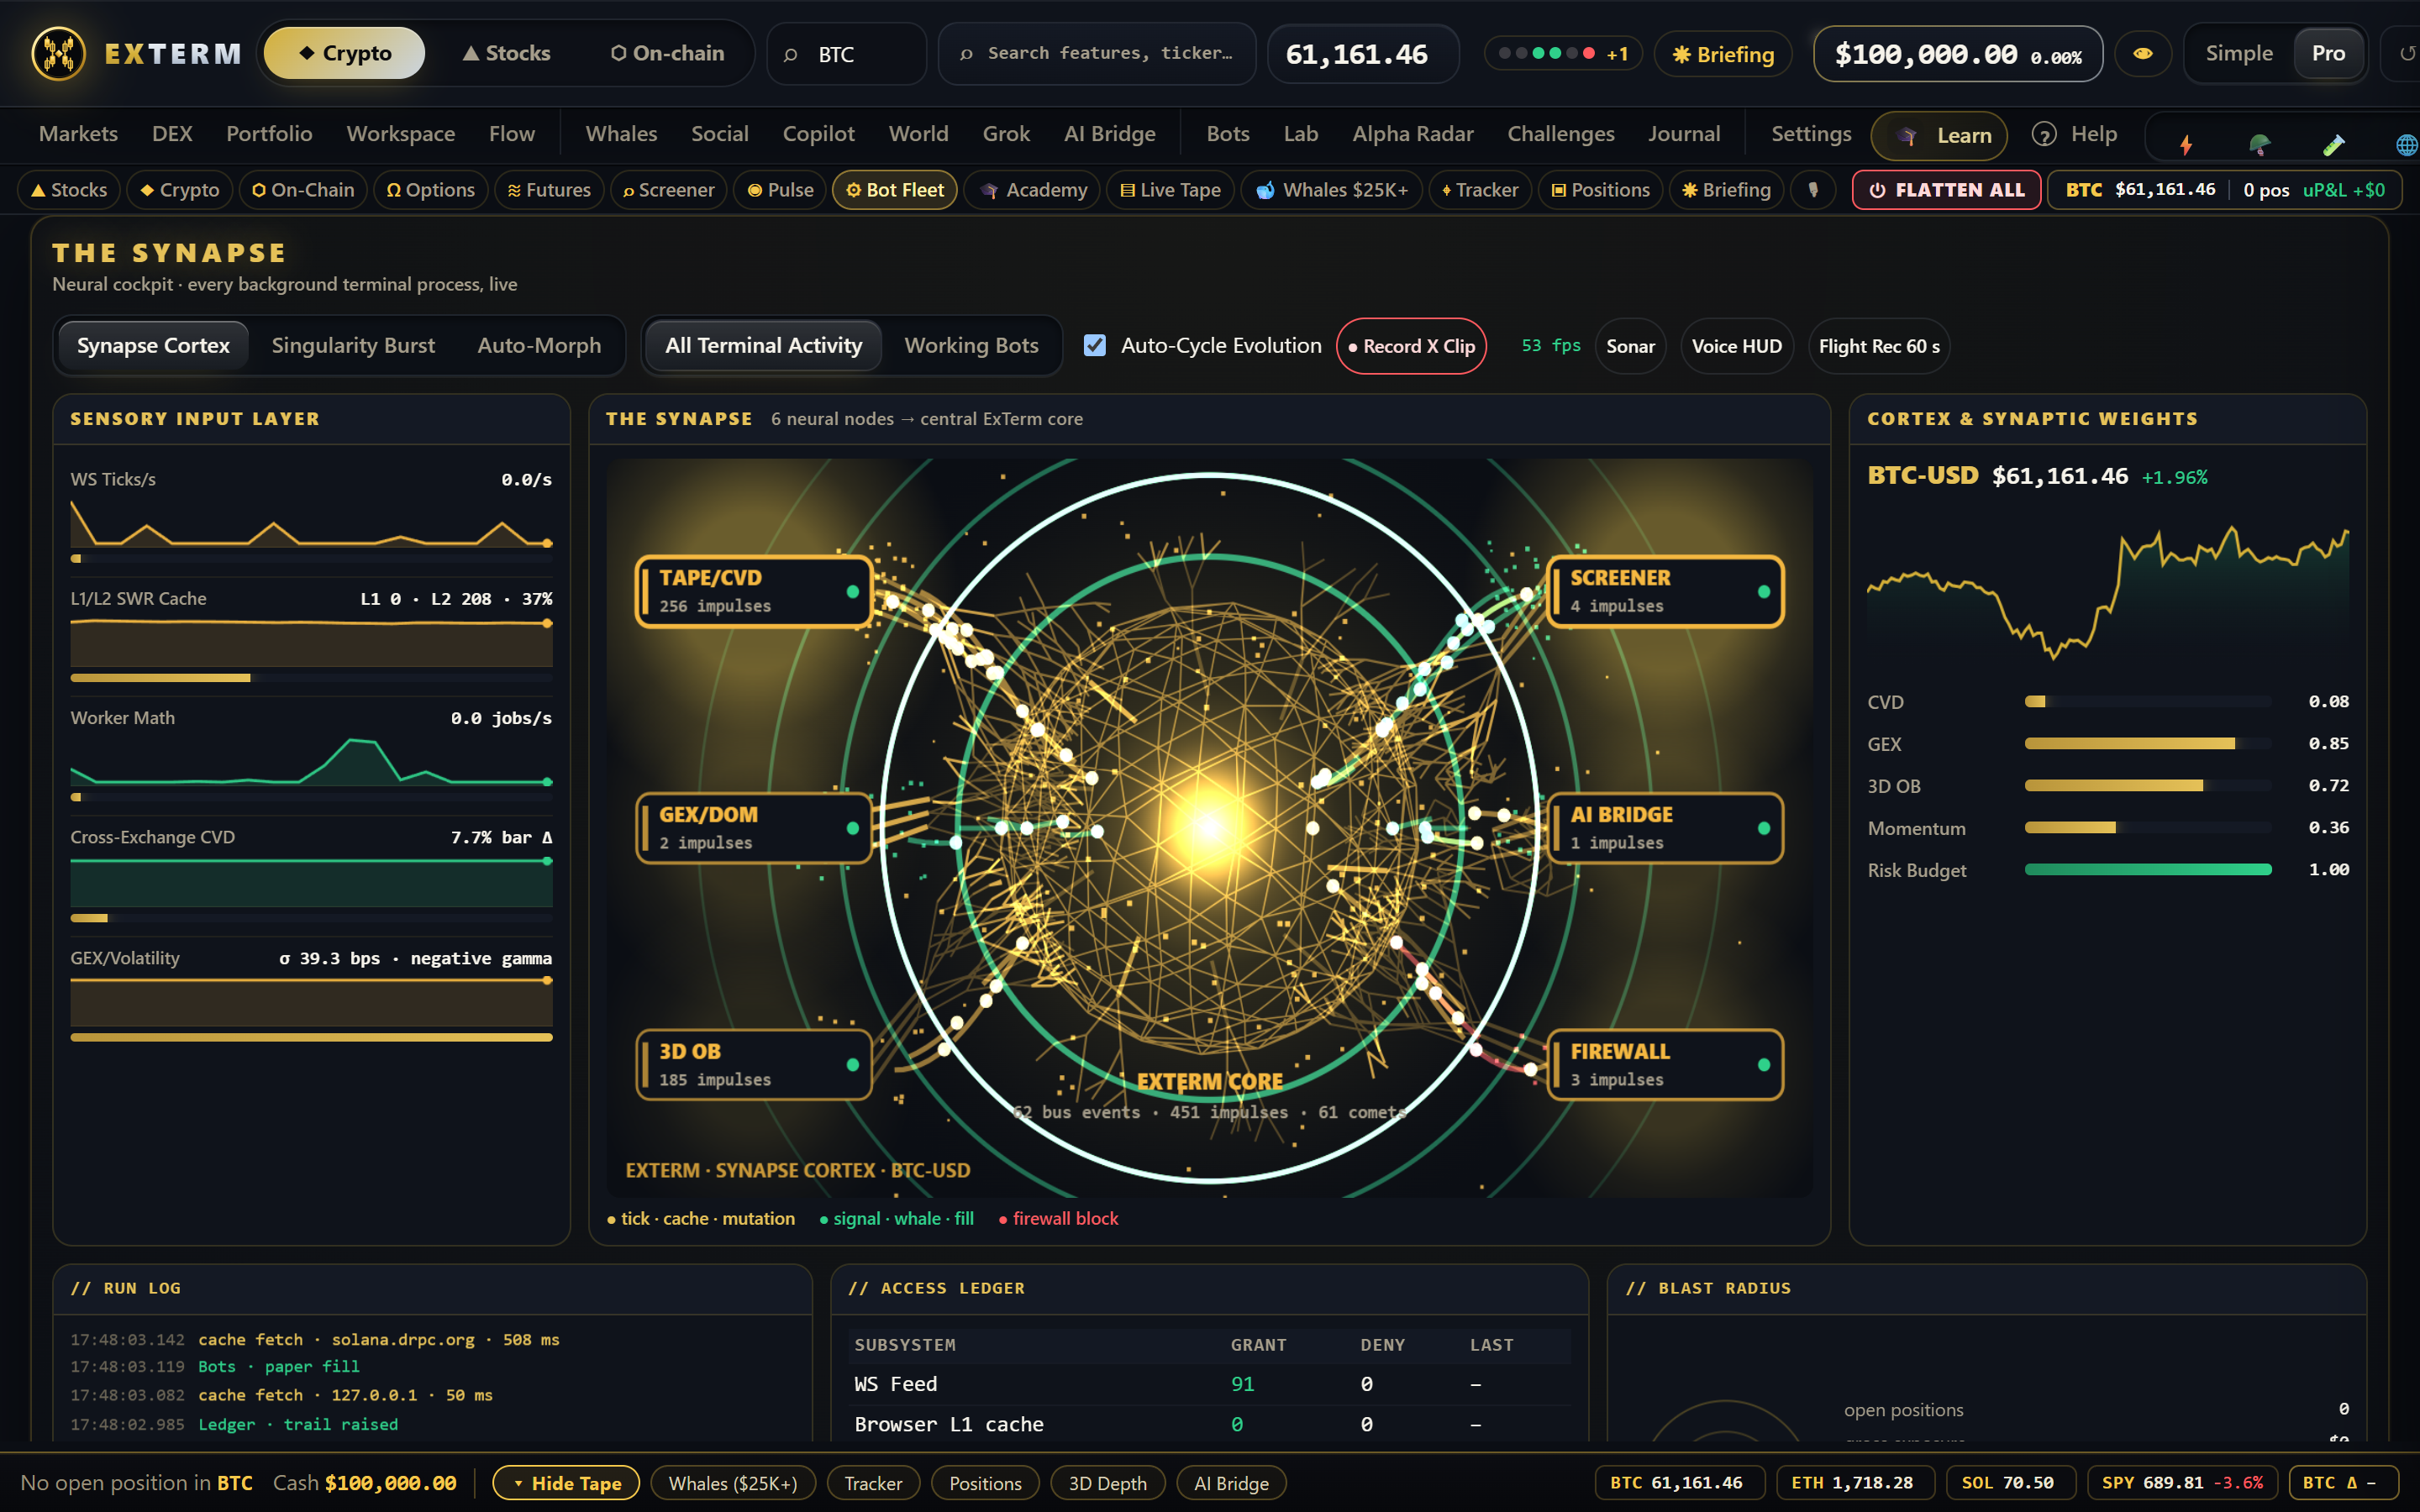 EXTERM
Crypto
Stocks
On-chain
BTC
Search features, ticker…
61,161.46
+1
Briefing
$100,000.00 0.00%
Simple
Pro
Markets
DEX
Portfolio
Workspace
Flow
Whales
Social
Copilot
World
Grok
AI Bridge
Bots
Lab
Alpha Radar
Challenges
Journal
Settings
Learn
? Help
Stocks
Crypto
On-Chain
Options
Futures
Screener
Pulse
Bot Fleet
Academy
Live Tape
Whales $25K+
Tracker
Positions
Briefing
FLATTEN ALL
BTC $61,161.46 0 pos uP&L +$0
THE SYNAPSE
Neural cockpit · every background terminal process, live
Synapse Cortex
Singularity Burst
Auto-Morph
All Terminal Activity
Working Bots
Auto-Cycle Evolution
● Record X Clip
53 fps
Sonar
Voice HUD
Flight Rec 60 s
SENSORY INPUT LAYER
WS Ticks/s 0.0/s
L1/L2 SWR Cache L1 0 · L2 208 · 37%
Worker Math 0.0 jobs/s
Cross-Exchange CVD 7.7% bar Δ
GEX/Volatility σ 39.3 bps · negative gamma
THE SYNAPSE 6 neural nodes → central ExTerm core
TAPE/CVD
256 impulses
SCREENER
4 impulses
GEX/DOM
2 impulses
AI BRIDGE
1 impulses
3D OB
185 impulses
FIREWALL
3 impulses
EXTERM CORE
62 bus events · 451 impulses · 61 comets
EXTERM · SYNAPSE CORTEX · BTC-USD
● tick · cache · mutation ● signal · whale · fill ● firewall block
CORTEX & SYNAPTIC WEIGHTS
BTC-USD $61,161.46 +1.96%
CVD 0.08
GEX 0.85
3D OB 0.72
Momentum 0.36
Risk Budget 1.00
// RUN LOG
17:48:03.142 cache fetch · solana.drpc.org · 508 ms
17:48:03.119 Bots · paper fill
17:48:03.082 cache fetch · 127.0.0.1 · 50 ms
17:48:02.985 Ledger · trail raised
// ACCESS LEDGER
SUBSYSTEM GRANT DENY LAST
WS Feed 91 0 –
Browser L1 cache 0 0 –
// BLAST RADIUS
open positions 0
No open position in BTC Cash $100,000.00
Hide Tape
Whales ($25K+)
Tracker
Positions
3D Depth
AI Bridge
BTC 61,161.46
ETH 1,718.28
SOL 70.50
SPY 689.81 -3.6%
BTC Δ –